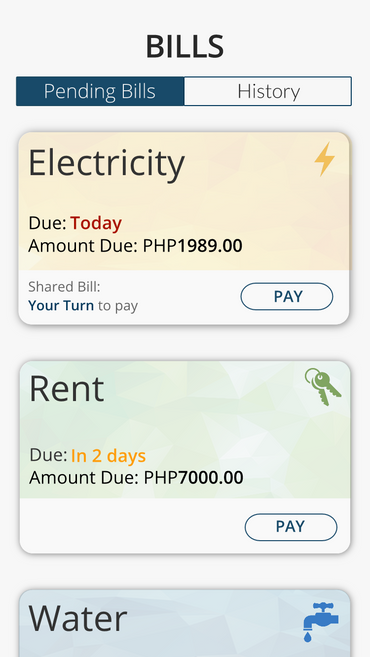 BILLS
Pending Bills
History
Electricity
Due: Today
Amount Due: PHP1989.00
Shared Bill:
Your Turn to pay
PAY
Rent
Due: In 2 days
Amount Due: PHP7000.00
PAY
Water